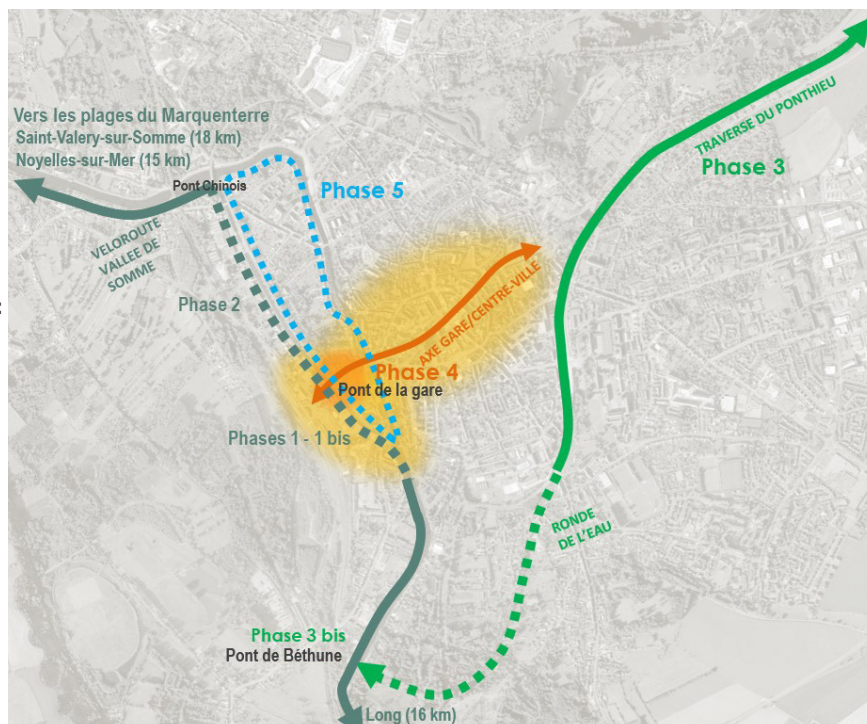 TRAVERSE DU PONTHIEU
Phase 3
Vers les plages du Marquenterre
Saint-Valery-sur-Somme (18 km)
Noyelles-sur-Mer (15 km)
Pont Chinois
Phase 5
VELOROUTE
VALLEE DE
SOMME
Phase 2
:
AXE GARE/CENTRE-VILLE
Phase 4
Pont de la gare
Phases 1 - 1 bis
RONDE
DE L'EAU
Phase 3 bis
Pont de Béthune
Long (16 km)